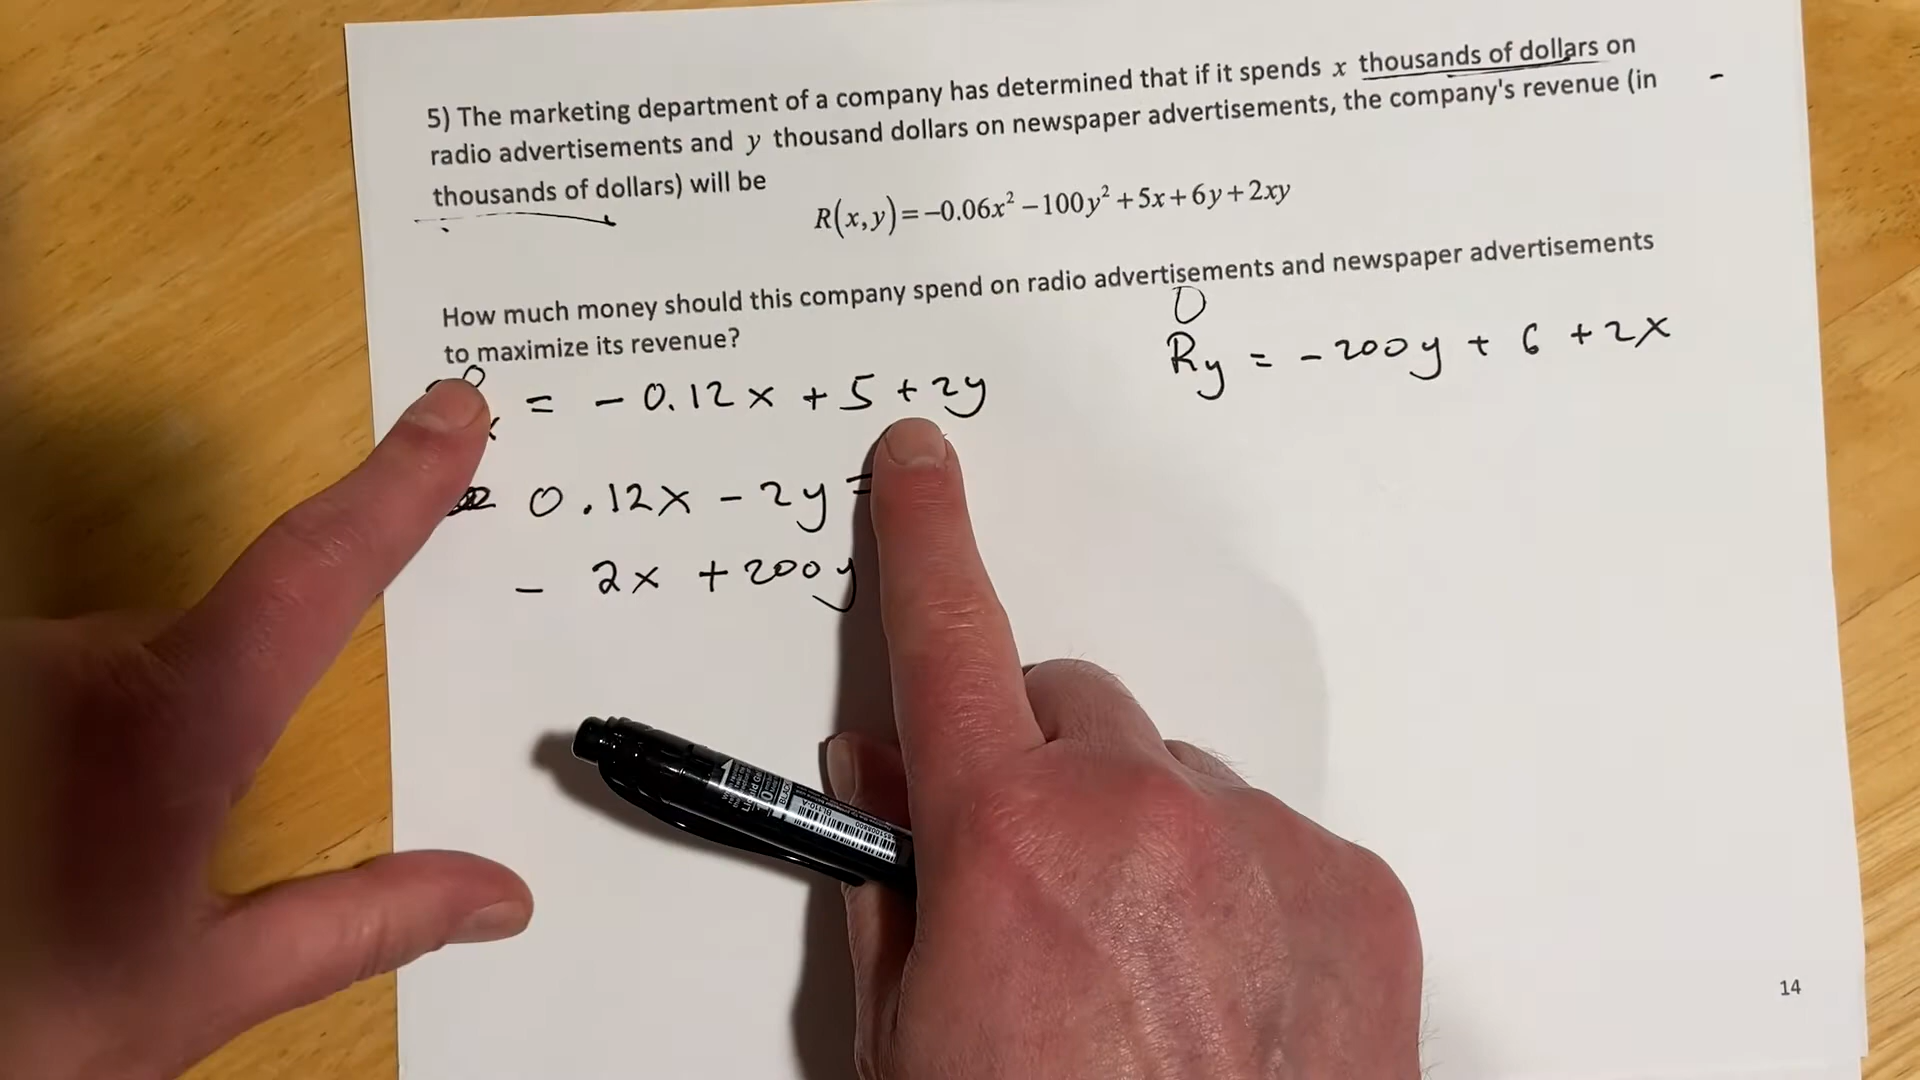 5) The marketing department of a company has determined that if it spends x thousands of dollars on
radio advertisements and y thousand dollars on newspaper advertisements, the company's revenue (in
thousands of dollars) will be
R(x,y)=−0.06x²−100y²+5x+6y+2xy
How much money should this company spend on radio advertisements and newspaper advertisements
to maximize its revenue?
0
= - 0.12x + 5 + 2y
0
Ry = - 200y + 6 + 2x
0.12x - 2y =
- 2x + 200y
14